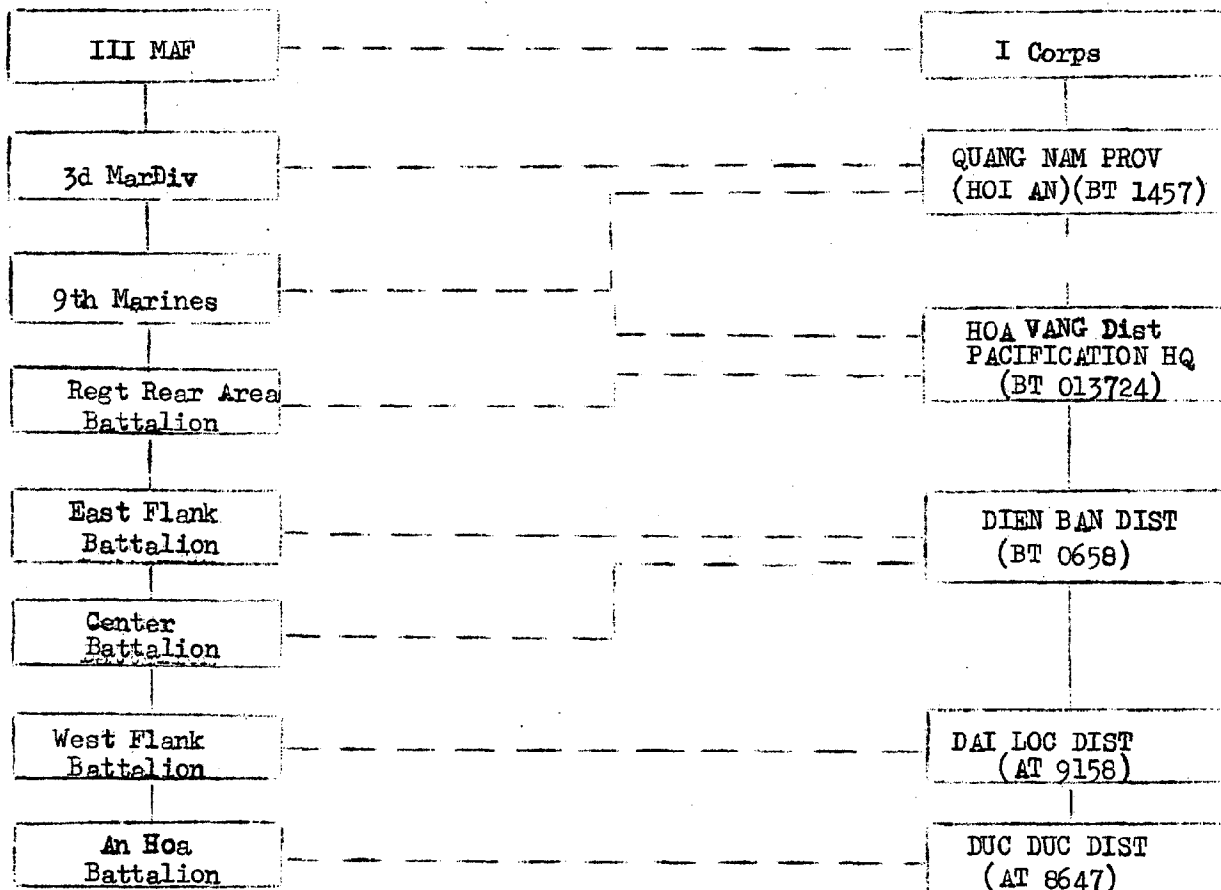 III MAF
I Corps
3d MarDiv
QUANG NAM PROV
(HOI AN)(BT 1457)
9th Marines
HOA VANG Dist
PACIFICATION HQ
(BT 013724)
Regt Rear Area
Battalion
East Flank
Battalion
DIEN BAN DIST
(BT 0658)
Center
Battalion
West Flank
Battalion
DAI LOC DIST
(AT 9158)
An Hoa
Battalion
DUC DUC DIST
(AT 8647)